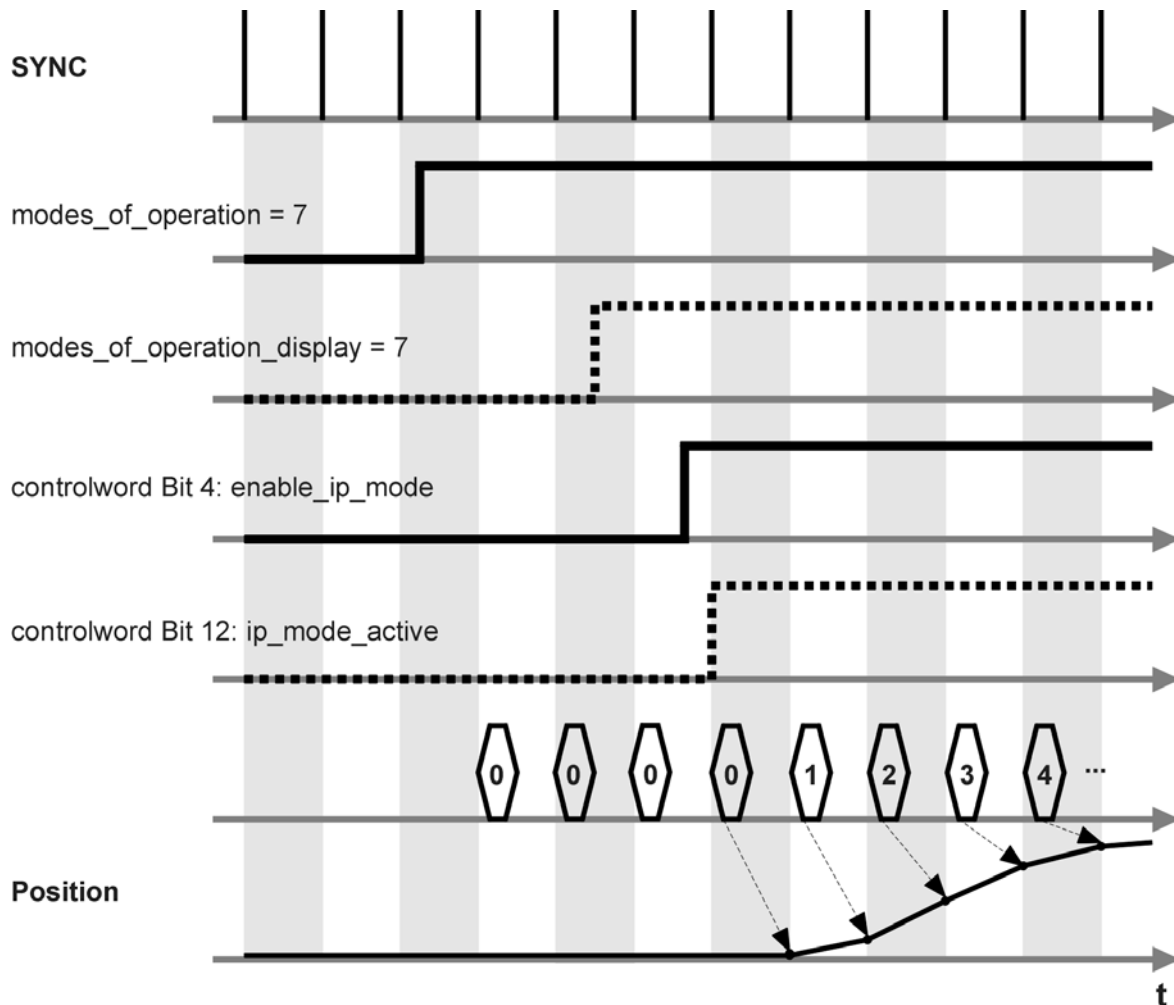 SYNC
modes_of_operation = 7
modes_of_operation_display = 7
controlword Bit 4: enable_ip_mode
controlword Bit 12: ip_mode_active
0 0 0 0 1 2 3 4 ...
Position
t